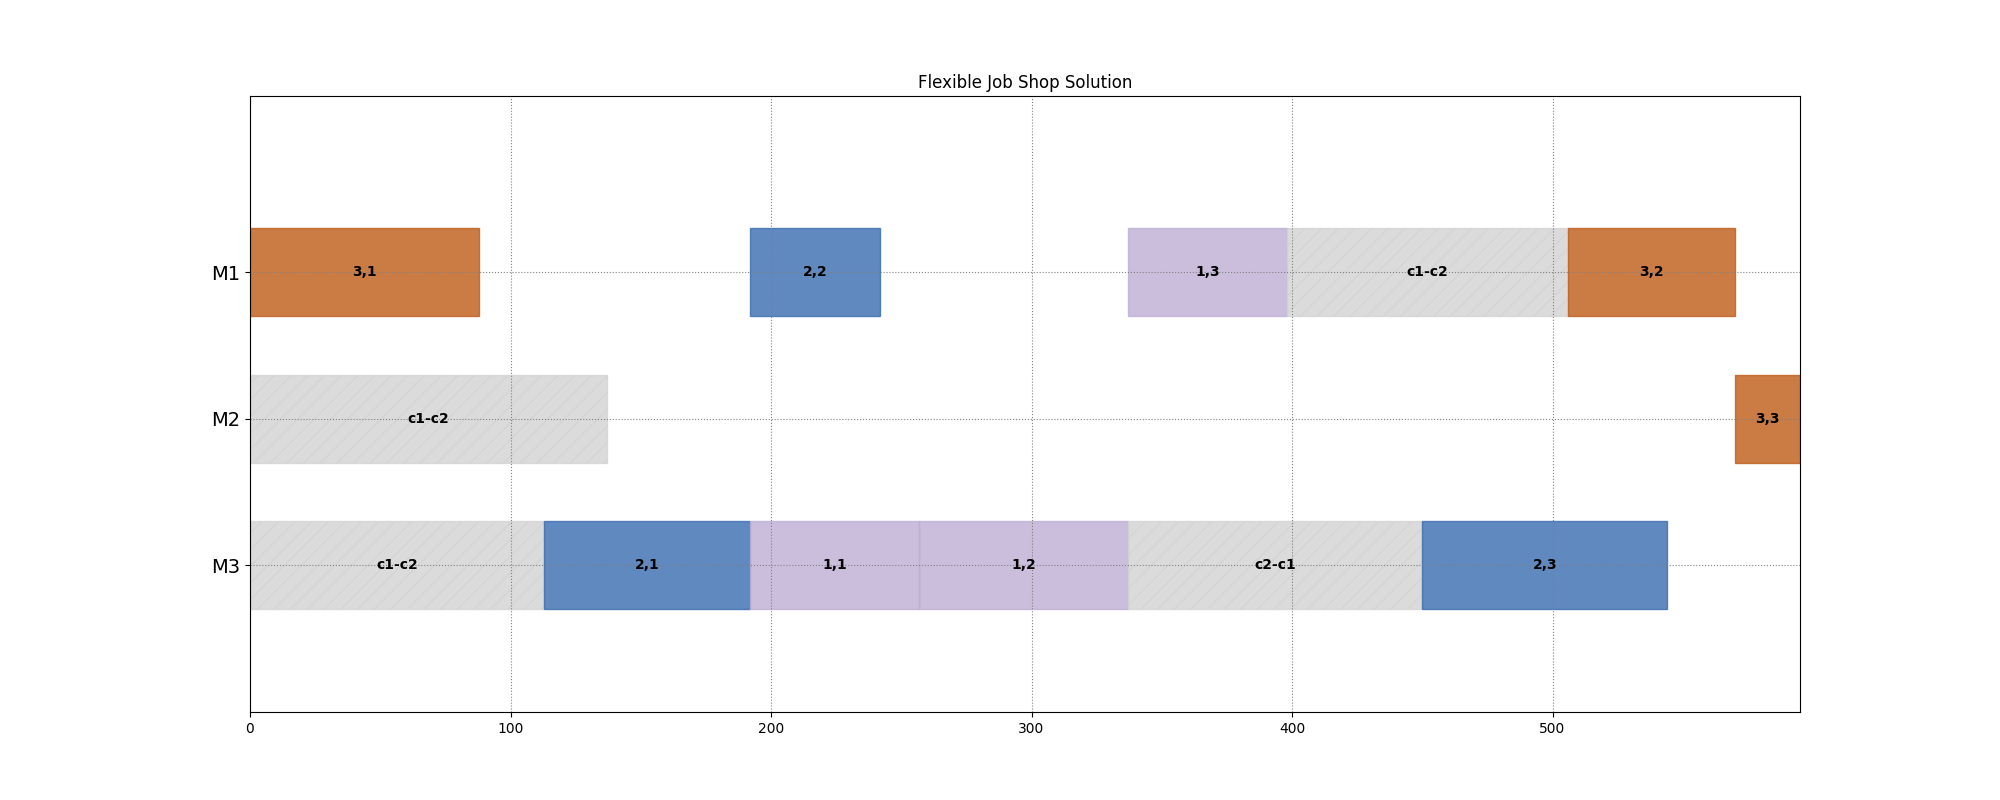 Flexible Job Shop Solution
M1
3,1
2,2
1,3
c1-c2
3,2
M2
c1-c2
3,3
M3
c1-c2
2,1
1,1
1,2
c2-c1
2,3
0 100 200 300 400 500